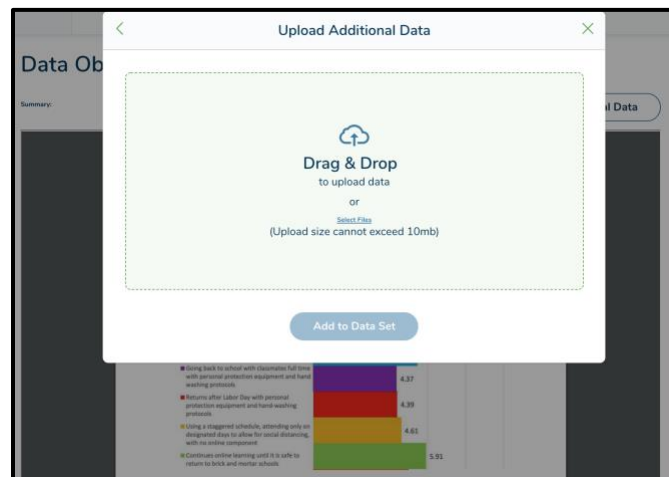 Upload Additional Data
Data Ob
Summary:
al Data
Drag & Drop
to upload data
or
Select Files
(Upload size cannot exceed 10mb)
Add to Data Set
Going back to school with classmates full time
with personal protection equipment and hand
washing protocols
4.37
Returns after Labor Day with personal
protection equipment and hand-washing
protocols
4.39
Using a staggered schedule, attending only on
designated days to allow for social distancing,
with no online component
4.61
Continues online learning until it is safe to
return to brick and mortar schools
5.91